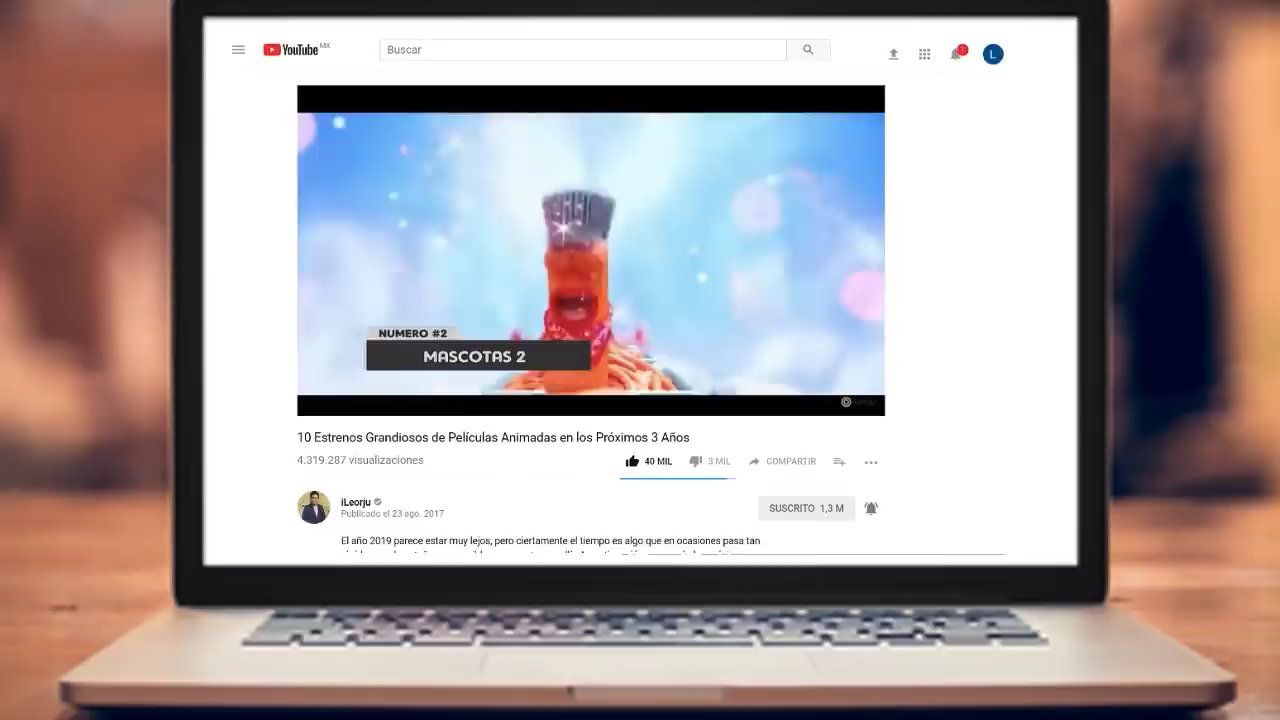 YouTube MX
Buscar
1
L
NUMERO #2
MASCOTAS 2
10 Estrenos Grandiosos de Películas Animadas en los Próximos 3 Años
4.319.287 visualizaciones
40 MIL
3 MIL
COMPARTIR
iLeorju
SUSCRITO 1,3 M
Publicado el 23 ago. 2017
El año 2019 parece estar muy lejos, pero ciertamente el tiempo es algo que en ocasiones pasa tan